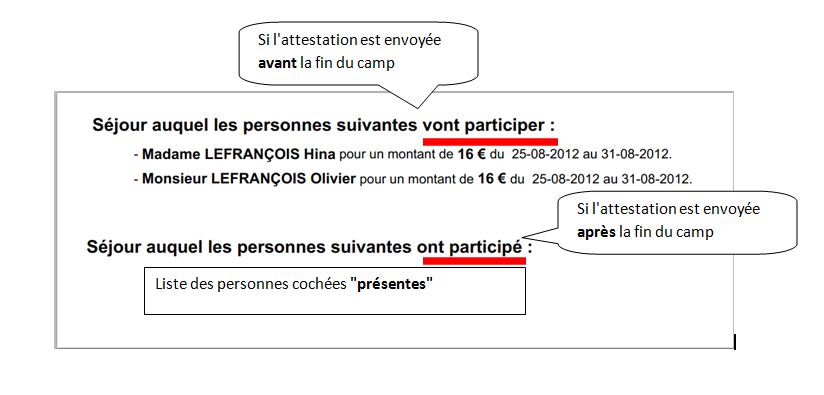 Si l'attestation est envoyée
avant la fin du camp
Séjour auquel les personnes suivantes vont participer :
- Madame LEFRANÇOIS Hina pour un montant de 16 € du 25-08-2012 au 31-08-2012.
- Monsieur LEFRANÇOIS Olivier pour un montant de 16 € du 25-08-2012 au 31-08-2012.
Si l'attestation est envoyée
après la fin du camp
Séjour auquel les personnes suivantes ont participé :
Liste des personnes cochées "présentes"